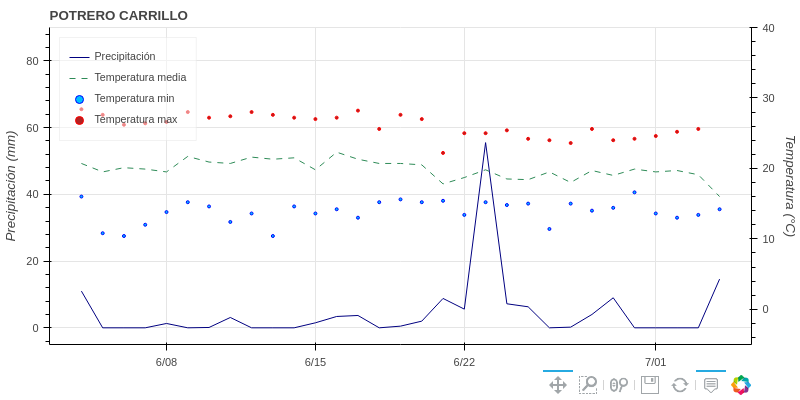 POTRERO CARRILLO
Precipitación
Temperatura media
Temperatura min
Temperatura max
Precipitación (mm)
80
60
40
20
0
40
30
20
10
0
Temperatura (°C)
6/08
6/15
6/22
7/01